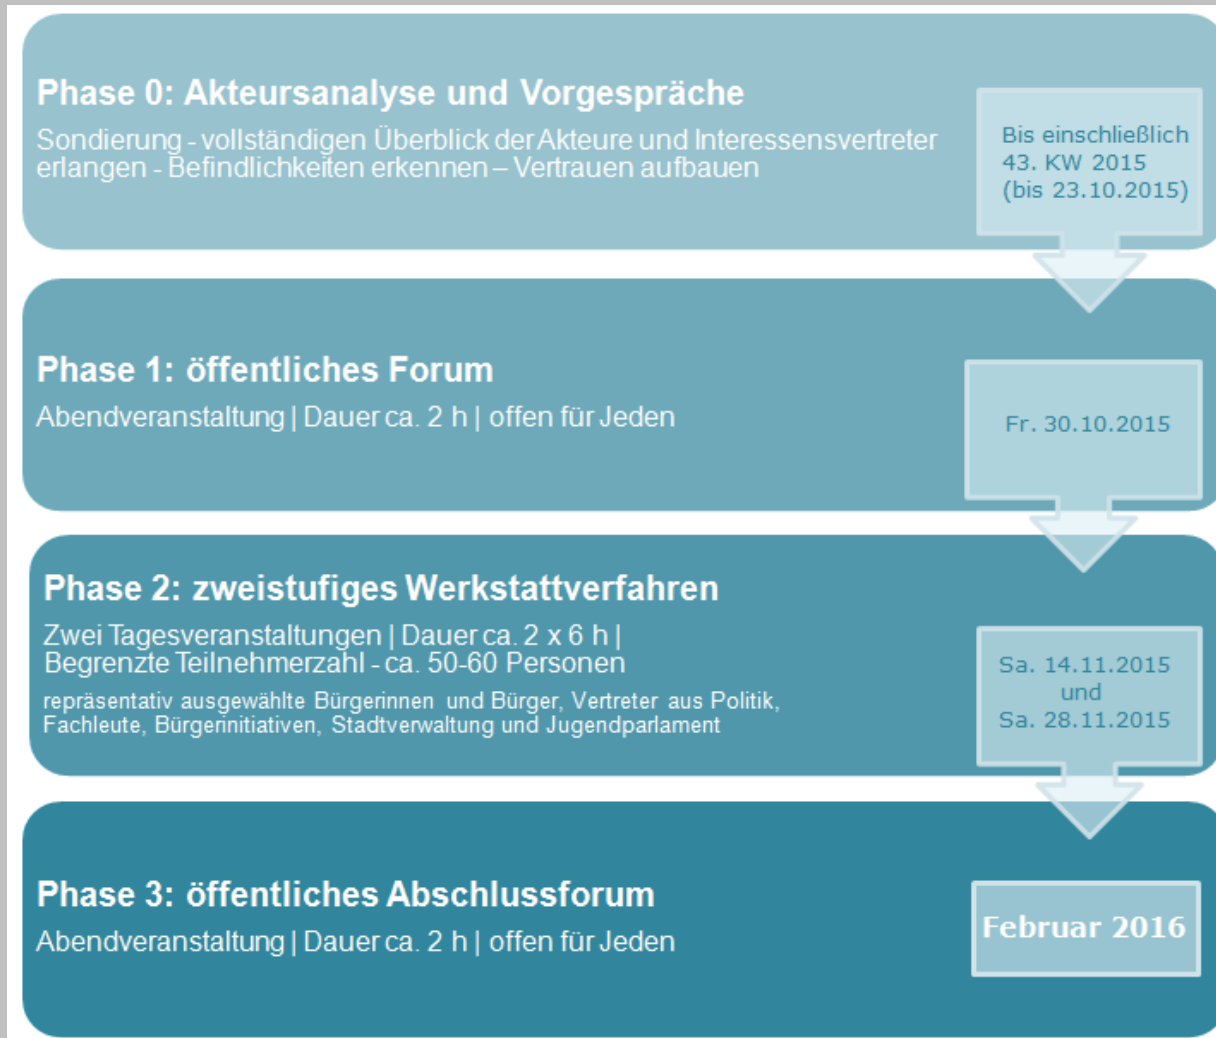 Phase 0: Akteursanalyse und Vorgespräche
Sondierung - vollständigen Überblick der Akteure und Interessensvertreter
erlangen - Befindlichkeiten erkennen – Vertrauen aufbauen
Bis einschließlich
43. KW 2015
(bis 23.10.2015)
Phase 1: öffentliches Forum
Abendveranstaltung | Dauer ca. 2 h | offen für Jeden
Fr. 30.10.2015
Phase 2: zweistufiges Werkstattverfahren
Zwei Tagesveranstaltungen | Dauer ca. 2 x 6 h |
Begrenzte Teilnehmerzahl - ca. 50-60 Personen
repräsentativ ausgewählte Bürgerinnen und Bürger, Vertreter aus Politik,
Fachleute, Bürgerinitiativen, Stadtverwaltung und Jugendparlament
Sa. 14.11.2015
und
Sa. 28.11.2015
Phase 3: öffentliches Abschlussforum
Abendveranstaltung | Dauer ca. 2 h | offen für Jeden
Februar 2016